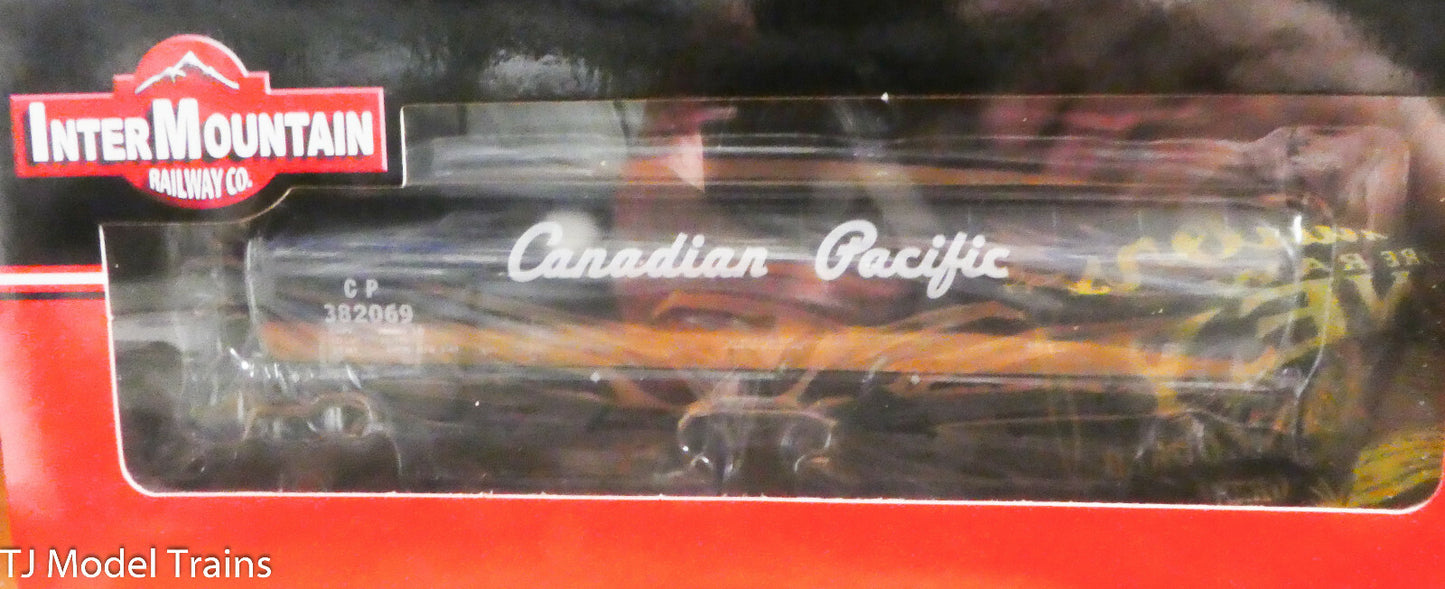 INTERMOUNTAIN
RAILWAY CO.
Canadian Pacific
C P
382069
TJ Model Trains